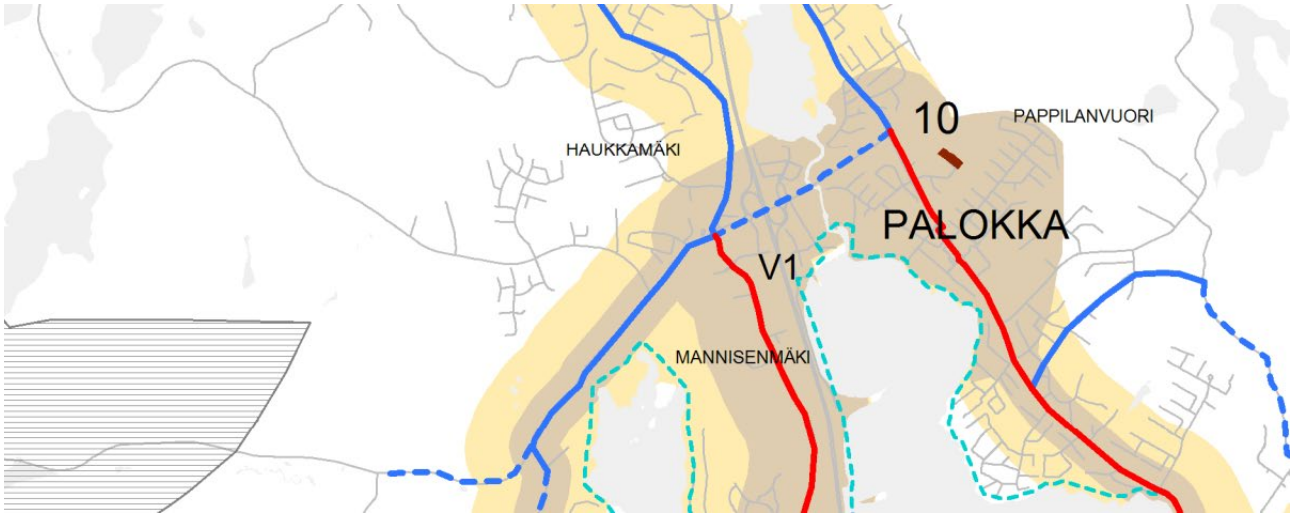 10
PAPPILANVUORI
HAUKKAMÄKI
PALOKKA
V1
MANNISENMÄKI